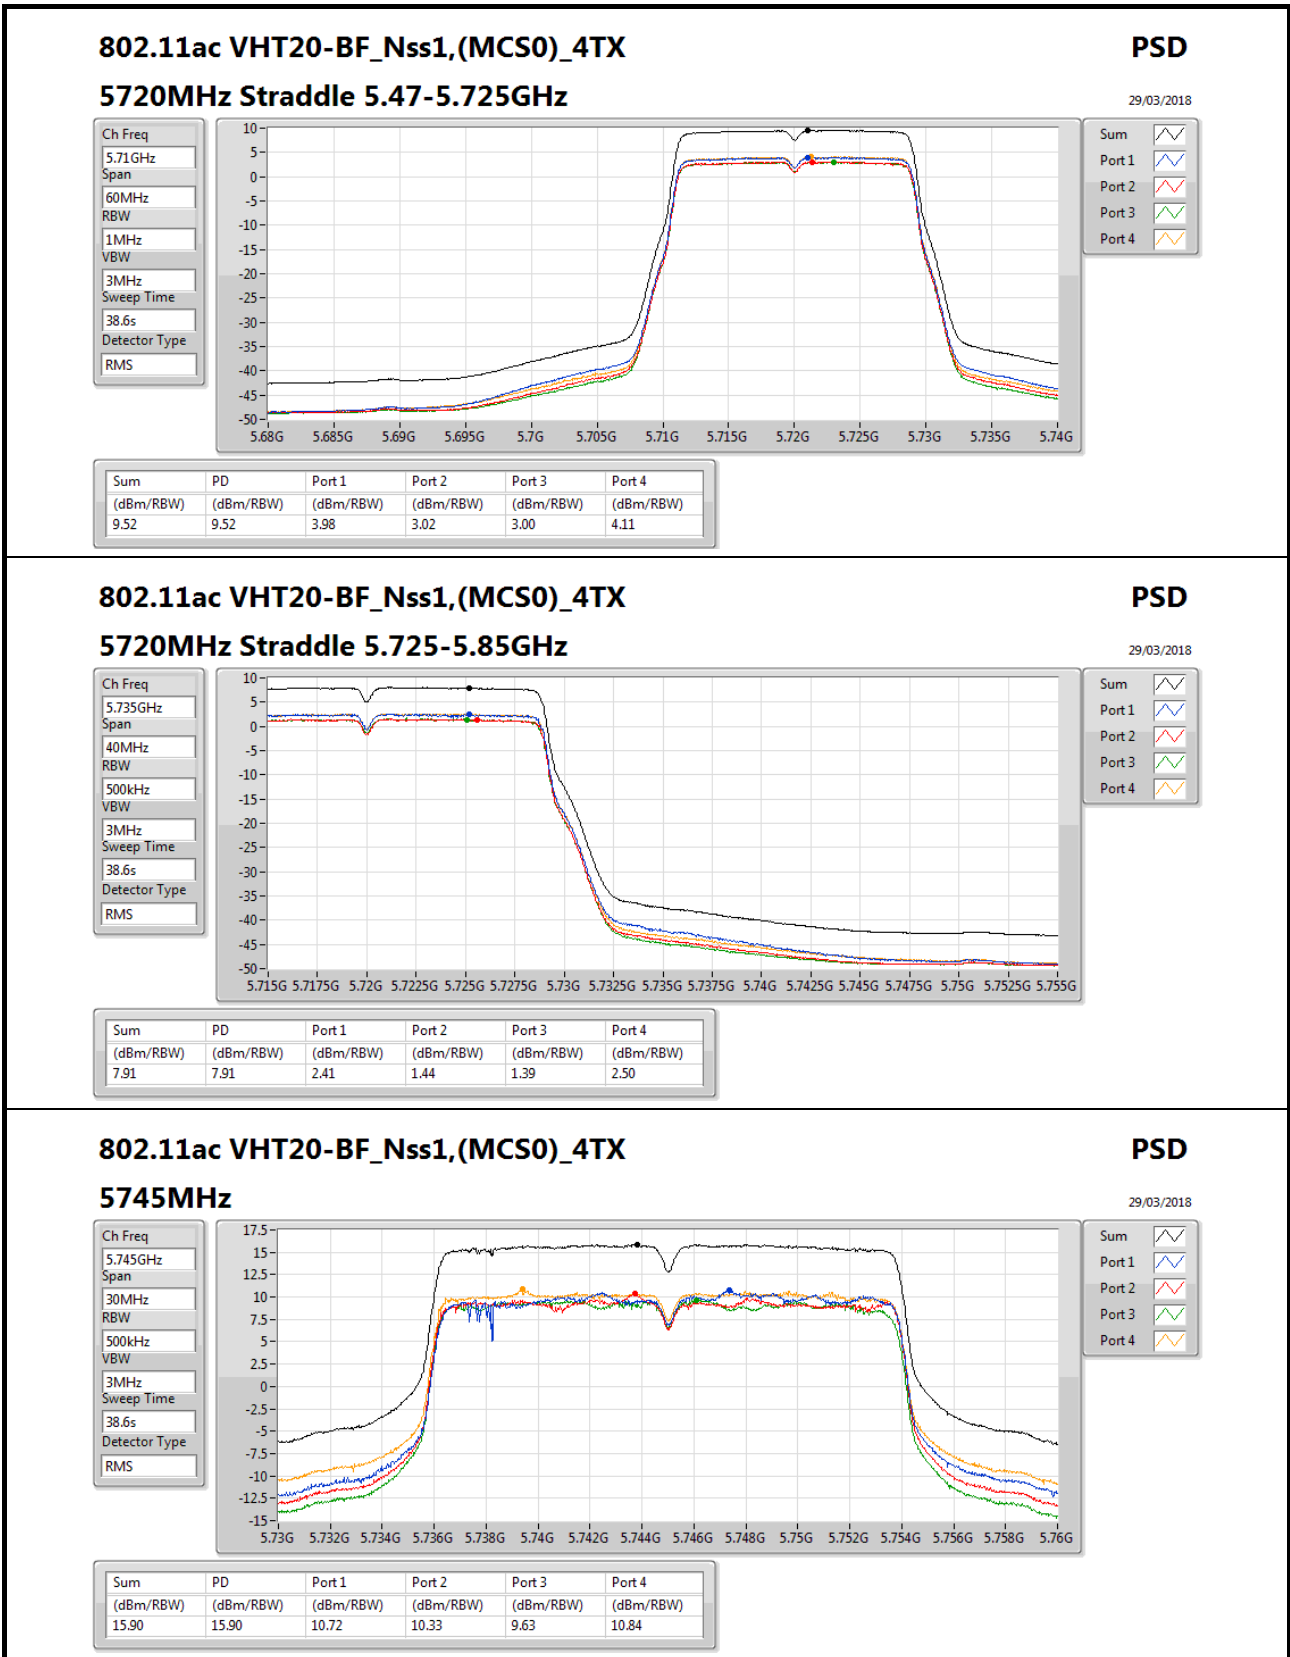 802.11ac VHT20-BF_Nss1,(MCS0)_4TX PSD
5720MHz Straddle 5.47-5.725GHz 29/03/2018
Ch Freq
5.71GHz
Span
60MHz
RBW
1MHz
VBW
3MHz
Sweep Time
38.6s
Detector Type
RMS
10
5
0
-5
-10
-15
-20
-25
-30
-35
-40
-45
-50
5.68G 5.685G 5.69G 5.695G 5.7G 5.705G 5.71G 5.715G 5.72G 5.725G 5.73G 5.735G 5.74G
Sum
Port 1
Port 2
Port 3
Port 4
Sum PD Port 1 Port 2 Port 3 Port 4
(dBm/RBW) (dBm/RBW) (dBm/RBW) (dBm/RBW) (dBm/RBW) (dBm/RBW)
9.52 9.52 3.98 3.02 3.00 4.11
802.11ac VHT20-BF_Nss1,(MCS0)_4TX PSD
5720MHz Straddle 5.725-5.85GHz 29/03/2018
Ch Freq
5.735GHz
Span
40MHz
RBW
500kHz
VBW
3MHz
Sweep Time
38.6s
Detector Type
RMS
10
5
0
-5
-10
-15
-20
-25
-30
-35
-40
-45
-50
5.715G 5.7175G 5.72G 5.7225G 5.725G 5.7275G 5.73G 5.7325G 5.735G 5.7375G 5.74G 5.7425G 5.745G 5.7475G 5.75G 5.7525G 5.755G
Sum
Port 1
Port 2
Port 3
Port 4
Sum PD Port 1 Port 2 Port 3 Port 4
(dBm/RBW) (dBm/RBW) (dBm/RBW) (dBm/RBW) (dBm/RBW) (dBm/RBW)
7.91 7.91 2.41 1.44 1.39 2.50
802.11ac VHT20-BF_Nss1,(MCS0)_4TX PSD
5745MHz 29/03/2018
Ch Freq
5.745GHz
Span
30MHz
RBW
500kHz
VBW
3MHz
Sweep Time
38.6s
Detector Type
RMS
17.5
15
12.5
10
7.5
5
2.5
0
-2.5
-5
-7.5
-10
-12.5
-15
5.73G 5.732G 5.734G 5.736G 5.738G 5.74G 5.742G 5.744G 5.746G 5.748G 5.75G 5.752G 5.754G 5.756G 5.758G 5.76G
Sum
Port 1
Port 2
Port 3
Port 4
Sum PD Port 1 Port 2 Port 3 Port 4
(dBm/RBW) (dBm/RBW) (dBm/RBW) (dBm/RBW) (dBm/RBW) (dBm/RBW)
15.90 15.90 10.72 10.33 9.63 10.84